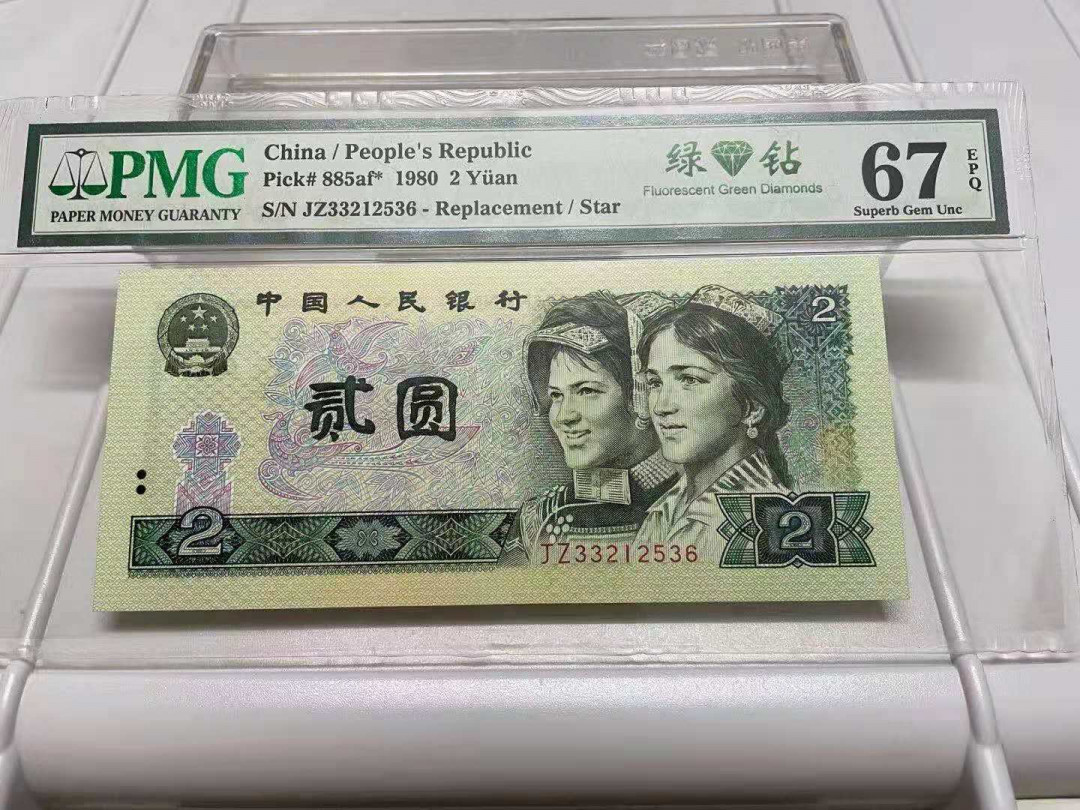 PMG
PAPER MONEY GUARANTY
China / People's Republic
Pick# 885af* 1980 2 Yüan
S/N JZ33212536 - Replacement / Star
绿 钻
Fluorescent Green Diamonds
67
EPQ
Superb Gem Unc
中国人民银行
2
贰圆
2
JZ33212536
2